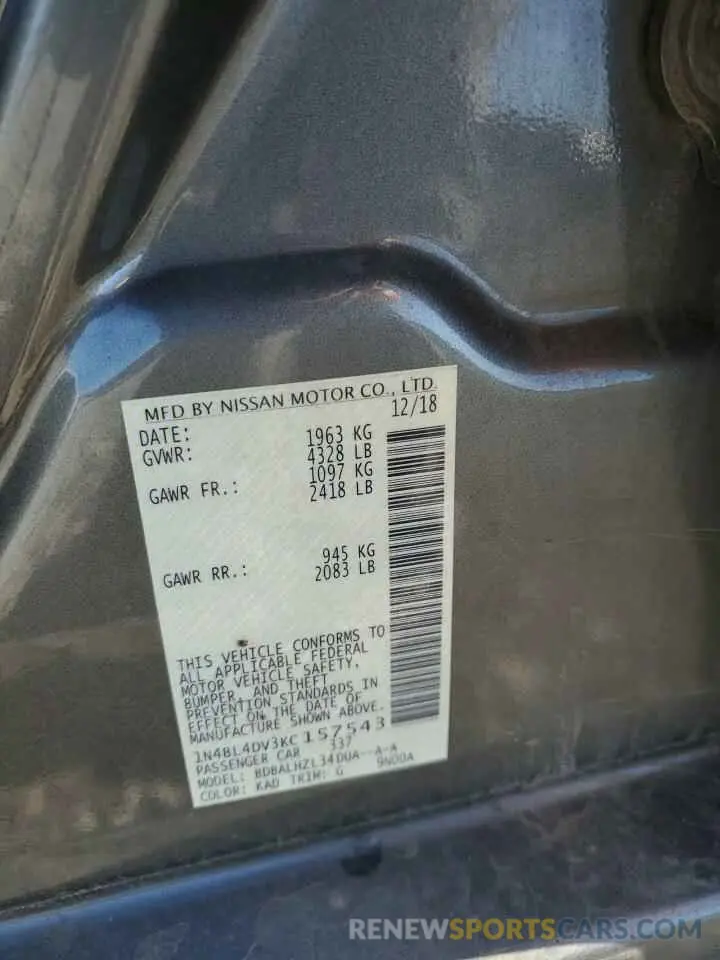 MFD BY NISSAN MOTOR CO., LTD.
DATE: 12/18
GVWR: 1963 KG
4328 LB
GAWR FR.: 1097 KG
2418 LB
GAWR RR.: 945 KG
2083 LB
THIS VEHICLE CONFORMS TO
ALL APPLICABLE FEDERAL
MOTOR VEHICLE SAFETY,
BUMPER, AND THEFT
PREVENTION STANDARDS IN
EFFECT ON THE DATE OF
MANUFACTURE SHOWN ABOVE.
1N4BL4DV3KC157543
PASSENGER CAR 337
MODEL: BDBALHZL34DUA--A-A
COLOR: KAD TRIM: G 9N00A
RENEWSPORTSCARS.COM